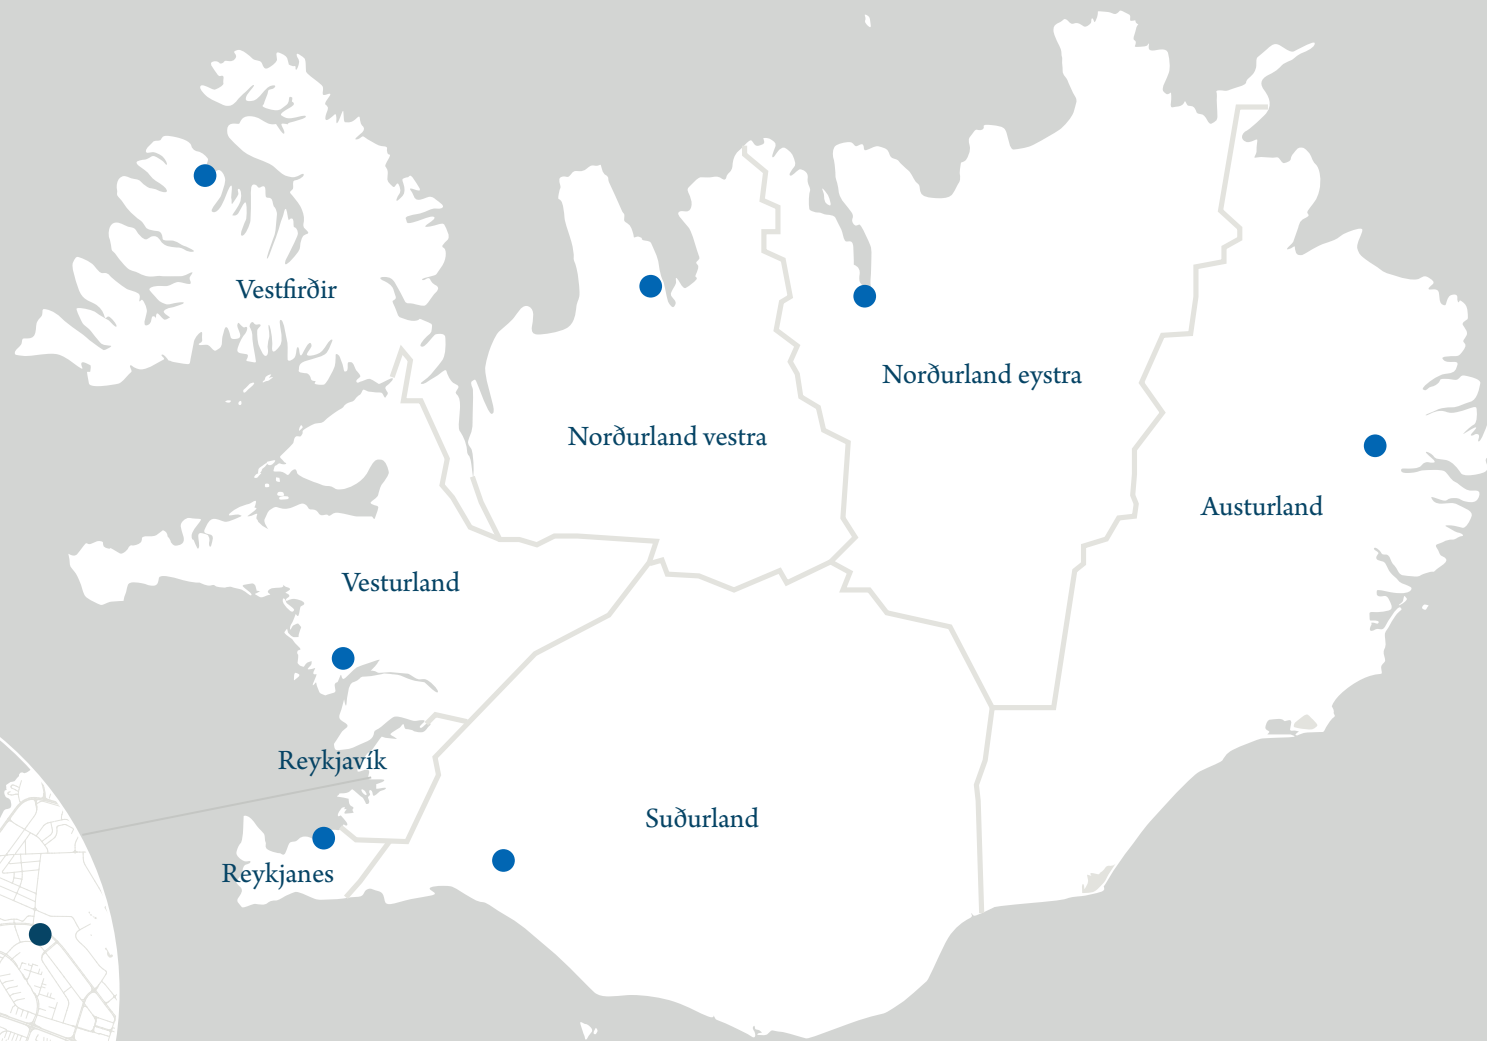 Vestfirðir
Norðurland eystra
Norðurland vestra
Austurland
Vesturland
Reykjavík
Suðurland
Reykjanes